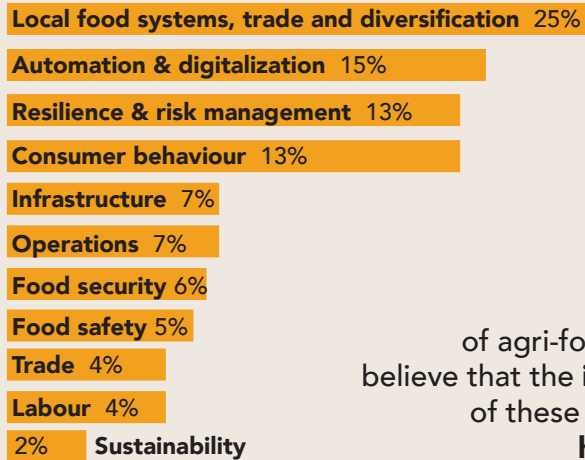 Local food systems, trade and diversification 25%
Automation & digitalization 15%
Resilience & risk management 13%
Consumer behaviour 13%
Infrastructure 7%
Operations 7%
Food security 6%
Food safety 5%
Trade 4%
Labour 4%
2% Sustainability
of
believe that the
of these